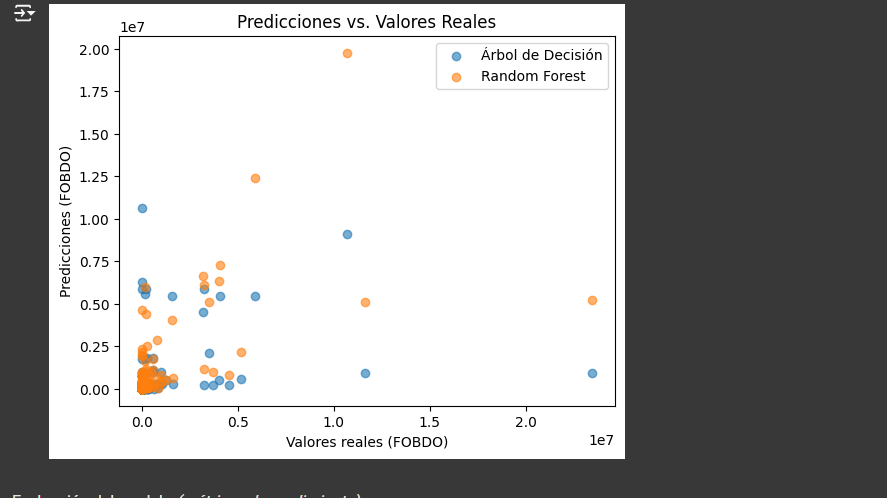 Predicciones vs. Valores Reales
1e7
Árbol de Decisión
Random Forest
2.00
1.75
1.50
1.25
1.00
0.75
0.50
0.25
0.00
Predicciones (FOBDO)
0.0 0.5 1.0 1.5 2.0
1e7
Valores reales (FOBDO)